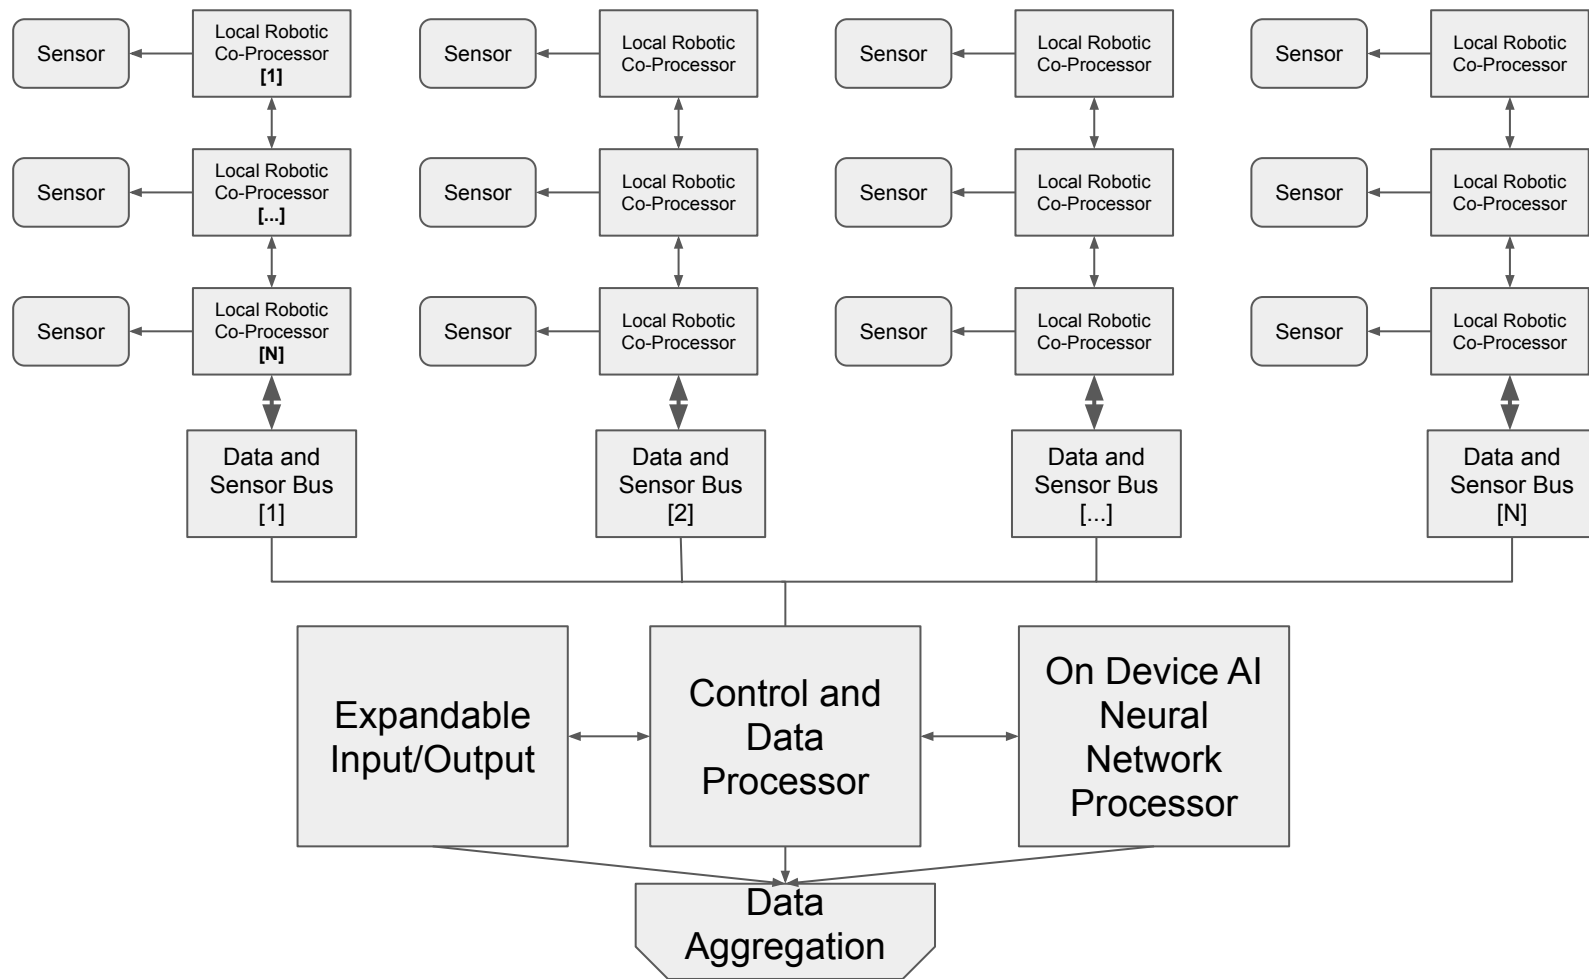 Sensor
Local Robotic
Co-Processor
[1]
Sensor
Local Robotic
Co-Processor
Sensor
Local Robotic
Co-Processor
Sensor
Local Robotic
Co-Processor
Sensor
Local Robotic
Co-Processor
[...]
Sensor
Local Robotic
Co-Processor
Sensor
Local Robotic
Co-Processor
Sensor
Local Robotic
Co-Processor
Sensor
Local Robotic
Co-Processor
[N]
Sensor
Local Robotic
Co-Processor
Sensor
Local Robotic
Co-Processor
Sensor
Local Robotic
Co-Processor
Data and
Sensor Bus
[1]
Data and
Sensor Bus
[2]
Data and
Sensor Bus
[...]
Data and
Sensor Bus
[N]
Expandable
Input/Output
Control and
Data
Processor
On Device AI
Neural
Network
Processor
Data
Aggregation